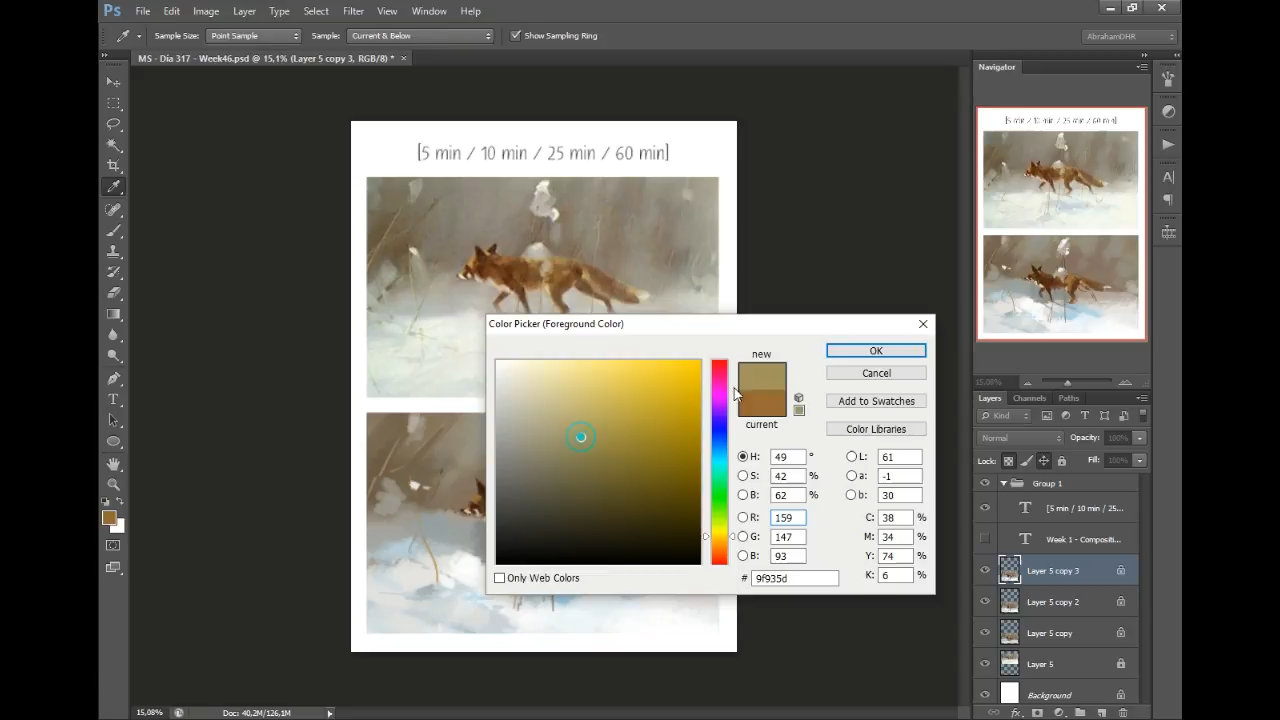 Ps File Edit Image Layer Type Select Filter View Window Help
Sample Size: Point Sample Sample: Current & Below Show Sampling Ring AbrahamDHR
MS - Dia 317 - Week46.psd @ 15,1% (Layer 5 copy 3, RGB/8) * ×
Navigator
[5 min / 10 min / 25 min / 60 min]
[5 min / 10 min / 25 min / 60 min]
Color Picker (Foreground Color)
new
current
OK
Cancel
Add to Swatches
Color Libraries
H: 49 °
S: 42 %
B: 62 %
R: 159
G: 147
B: 93
L: 61
a: -1
b: 30
C: 38 %
M: 34 %
Y: 74 %
K: 6 %
# 9f935d
Only Web Colors
15,08%
Layers Channels Paths
Kind
Normal Opacity: 100%
Lock: Fill: 100%
Group 1
T [5 min / 10 min / 25...
T Week 1 - Compositi...
Layer 5 copy 3
Layer 5 copy 2
Layer 5 copy
Layer 5
Background
15,08% Doc: 40,2M/126,1M